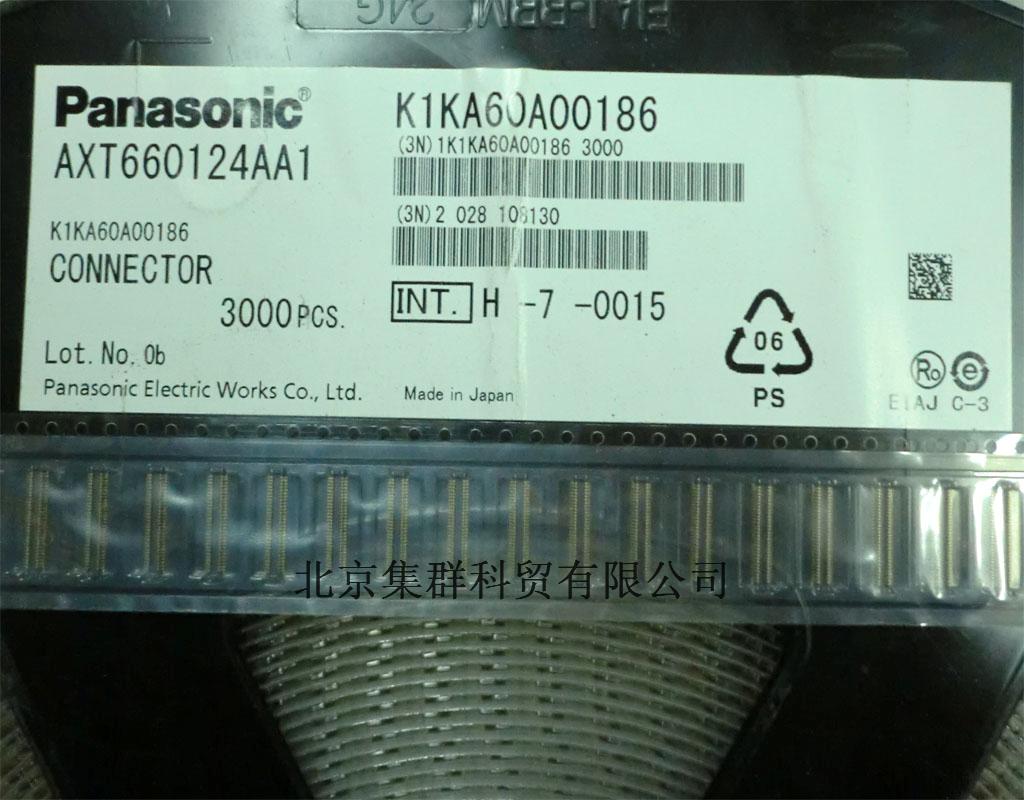 Panasonic®
AXT660124AA1
K1KA60A00186
CONNECTOR
3000PCS.
Lot. No. 0b
Panasonic Electric Works Co., Ltd.
K1KA60A00186
(3N)1K1KA60A00186 3000
(3N)2 028 108130
INT. H -7 -0015
Made in Japan
06
PS
Ro e
EIAJ C-3
北京集群科贸有限公司